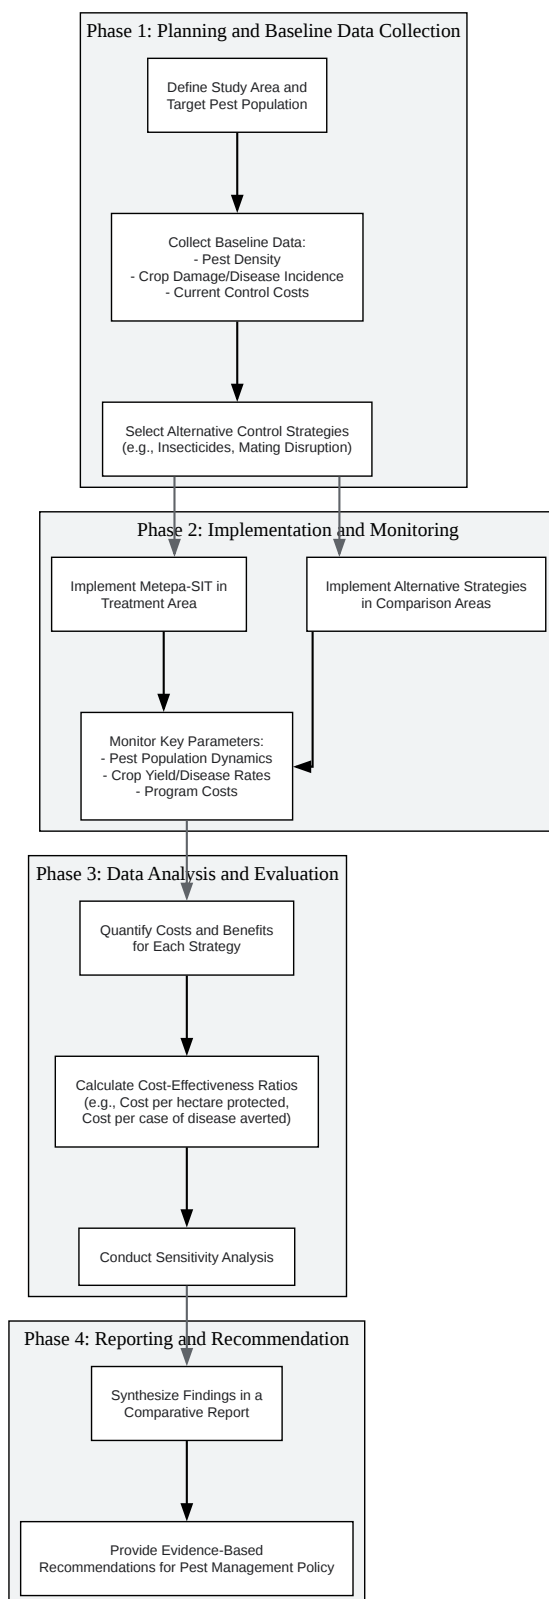 Phase 1: Planning and Baseline Data Collection
Define Study Area and
Target Pest Population
Collect Baseline Data:
- Pest Density
- Crop Damage/Disease Incidence
- Current Control Costs
Select Alternative Control Strategies
(e.g., Insecticides, Mating Disruption)
Phase 2: Implementation and Monitoring
Implement Metepa-SIT in
Treatment Area
Implement Alternative Strategies
in Comparison Areas
Monitor Key Parameters:
- Pest Population Dynamics
- Crop Yield/Disease Rates
- Program Costs
Phase 3: Data Analysis and Evaluation
Quantify Costs and Benefits
for Each Strategy
Calculate Cost-Effectiveness Ratios
(e.g., Cost per hectare protected,
Cost per case of disease averted)
Conduct Sensitivity Analysis
Phase 4: Reporting and Recommendation
Synthesize Findings in a
Comparative Report
Provide Evidence-Based
Recommendations for Pest Management Policy